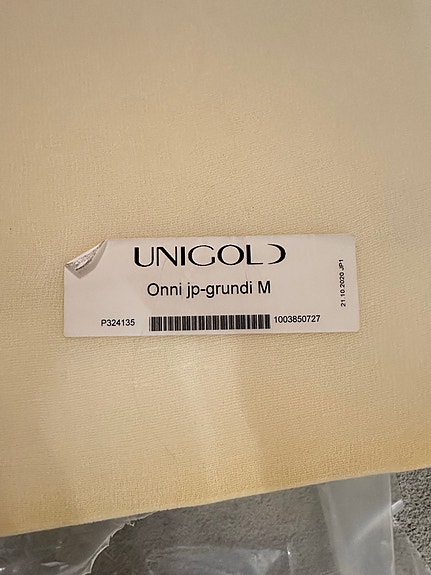 UNIGOLD
Onni jp-grundi M
P324135 1003850727
21.10.2020 JP1